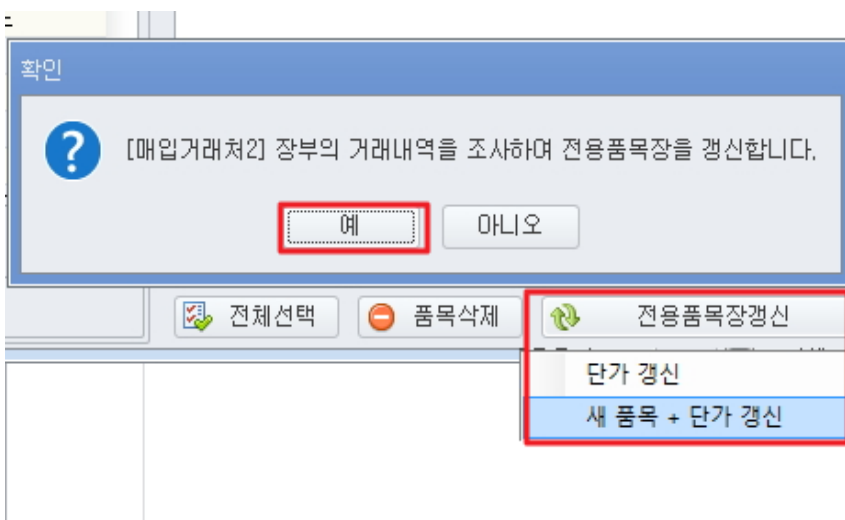 확인
[매입거래처2] 장부의 거래내역을 조사하여 전용품목장을 갱신합니다.
예
아니오
전체선택
품목삭제
전용품목장갱신
단가 갱신
새 품목 + 단가 갱신